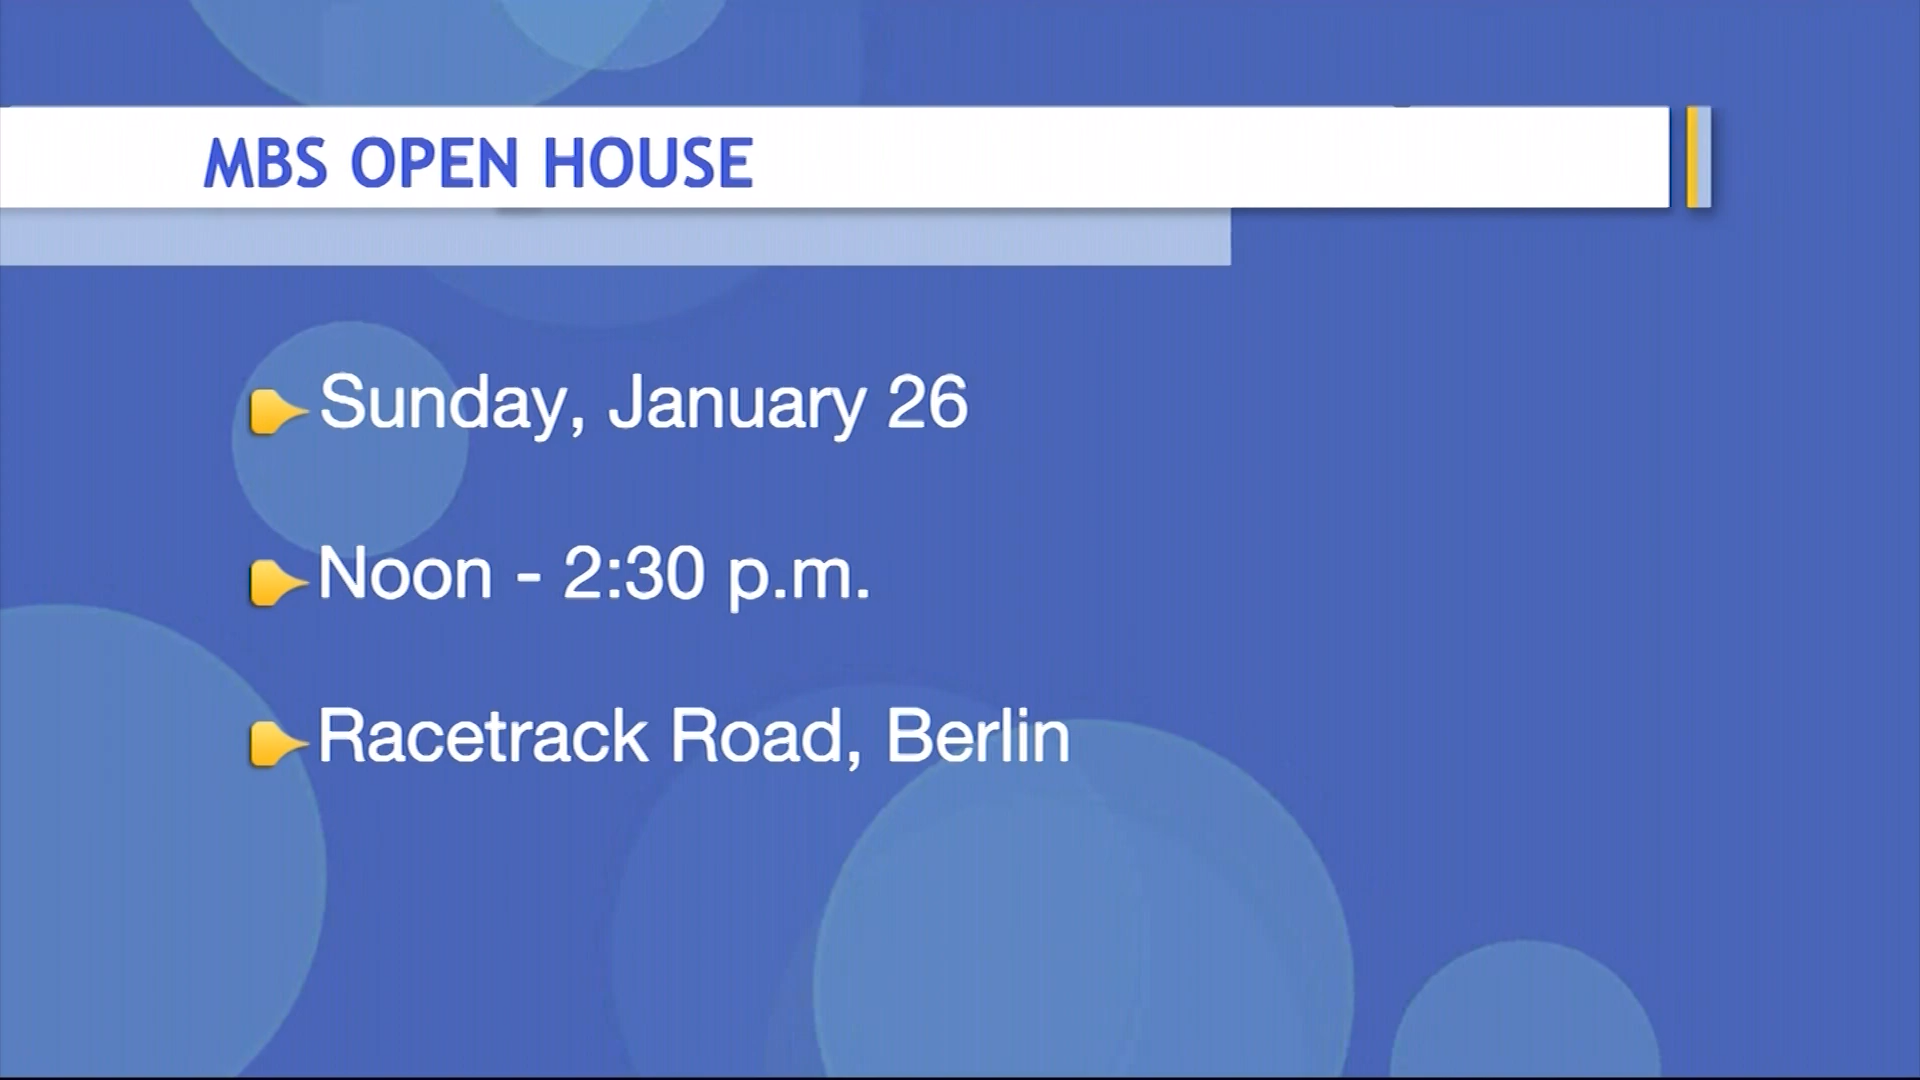 MBS OPEN HOUSE
Sunday, January 26
Noon - 2:30 p.m.
Racetrack Road, Berlin